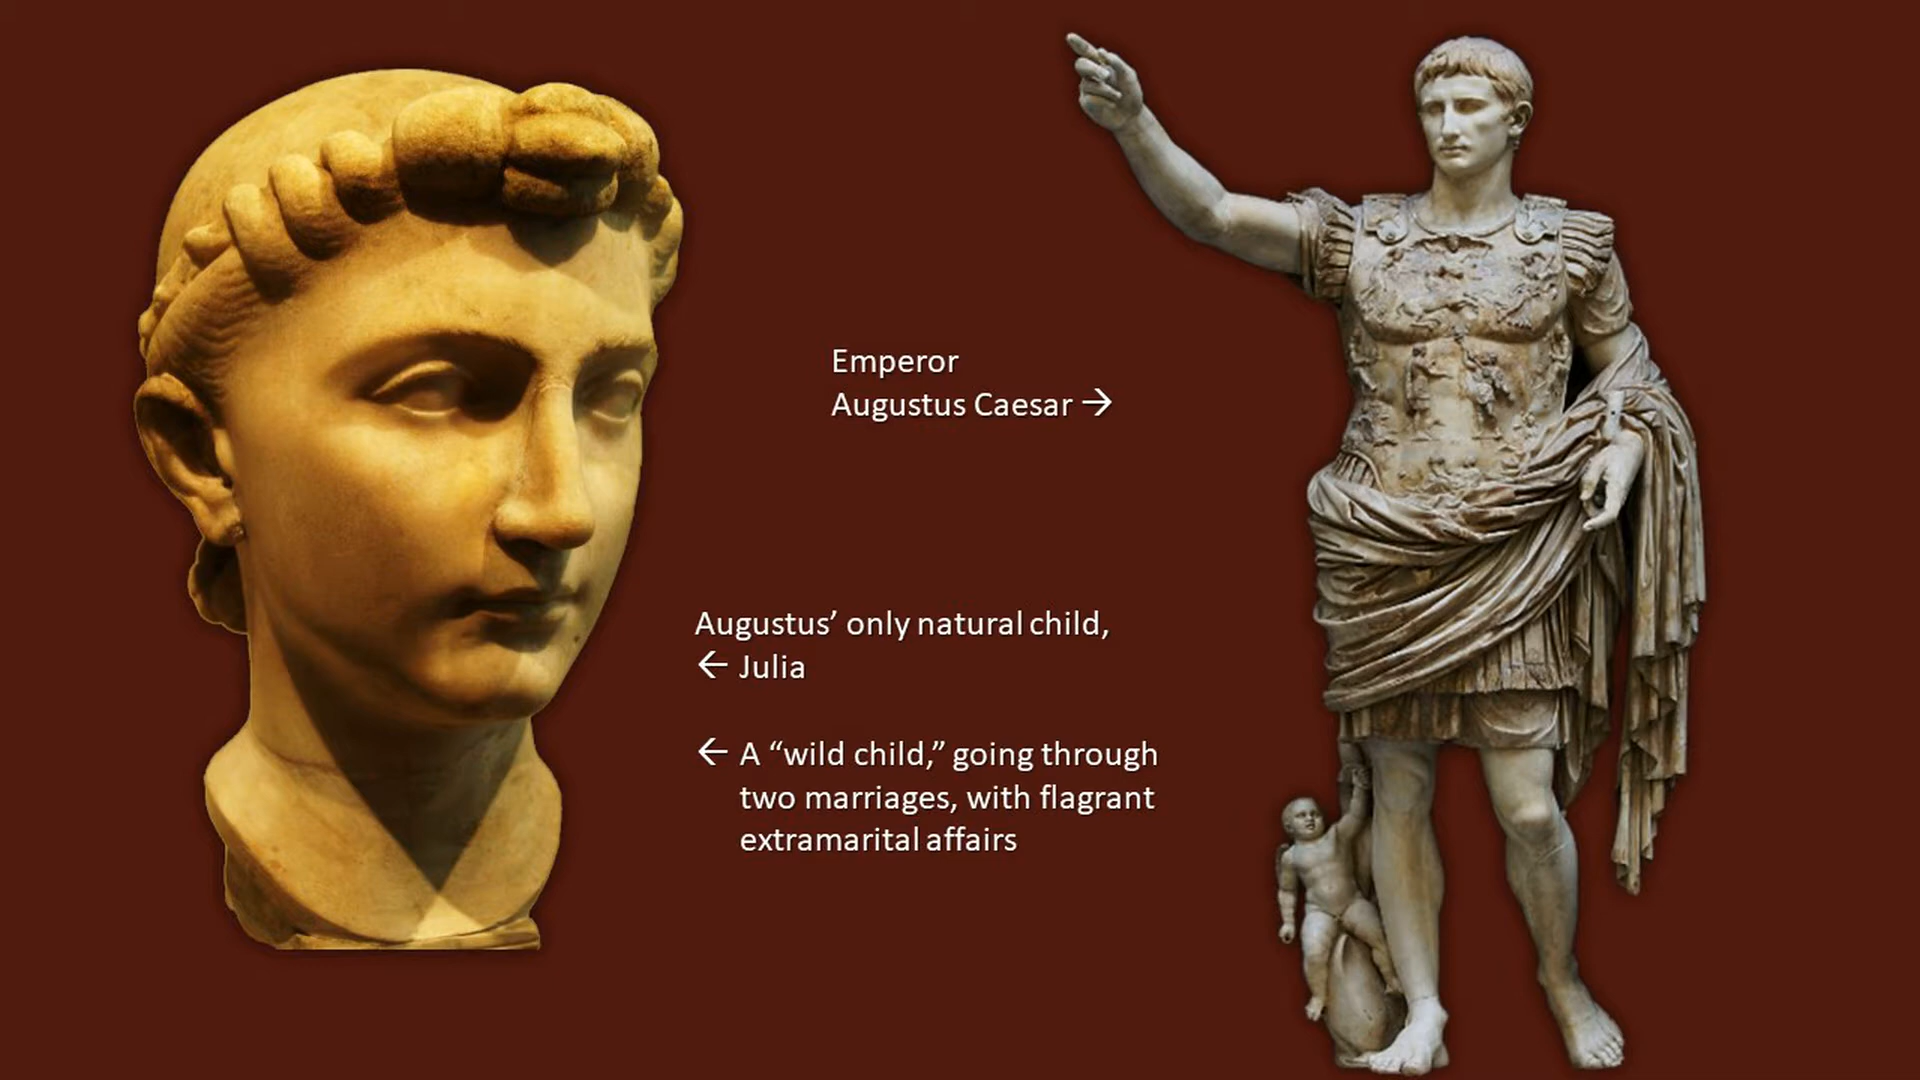 Emperor
Augustus Caesar →
Augustus’ only natural child,
← Julia
← A “wild child,” going through
two marriages, with flagrant
extramarital affairs